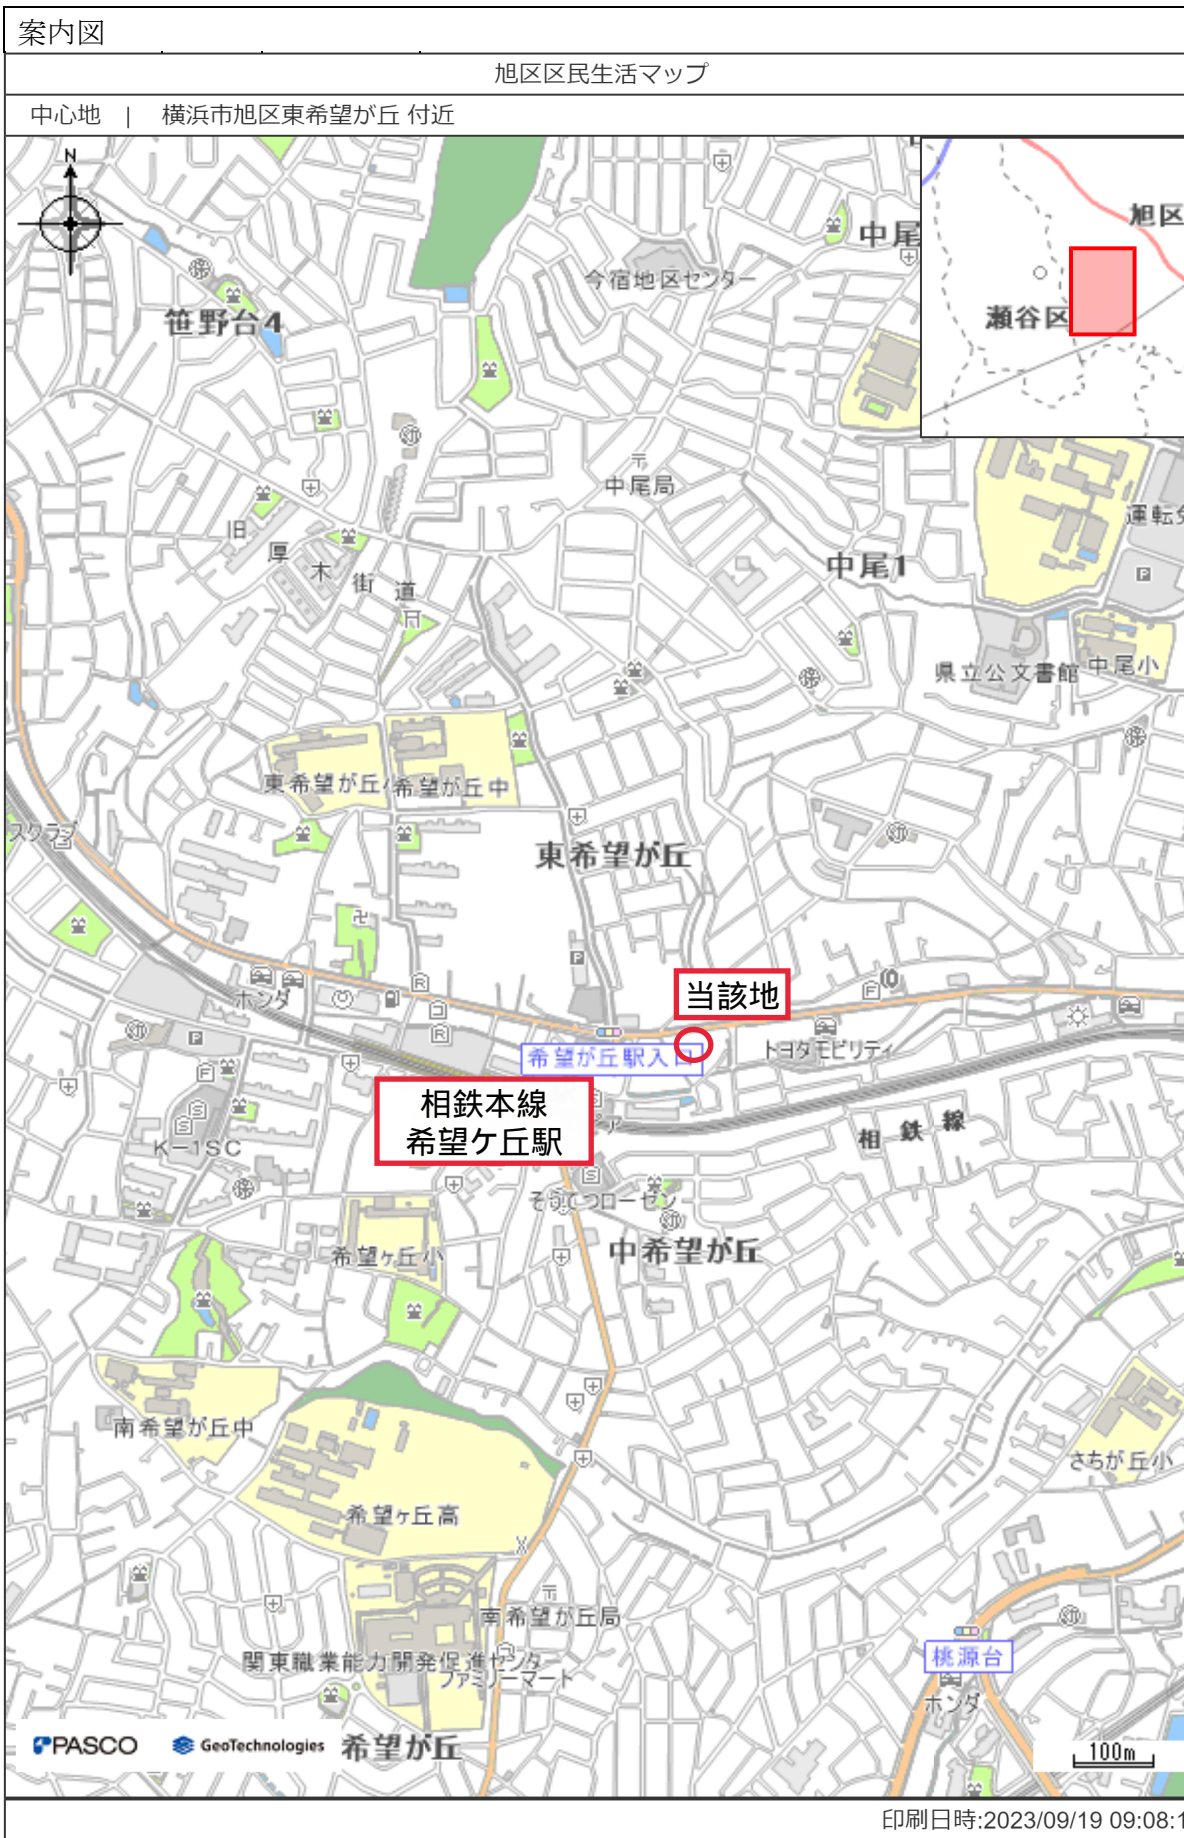 案内図
旭区区民生活マップ
中心地 | 横浜市旭区東希望が丘 付近
N
旭区
瀬谷区
中尾
今宿地区センター
笹野台4
中尾局
旧厚木街道
中尾1
運転免
県立公文書館
中尾小
東希望が丘小
希望が丘中
スクラブ
東希望が丘
当該地
ホンダ
希望が丘駅入口
トヨタモビリティ
相鉄本線
希望ケ丘駅
ア
相鉄線
K-1SC
そうてつローゼン
希望ヶ丘小
中希望が丘
南希望が丘中
さちが丘小
希望ヶ丘高
南希望が丘局
関東職業能力開発促進センター
ファミリーマート
桃源台
ホンダ
PASCO
GeoTechnologies
希望が丘
100m
印刷日時:2023/09/19 09:08:1